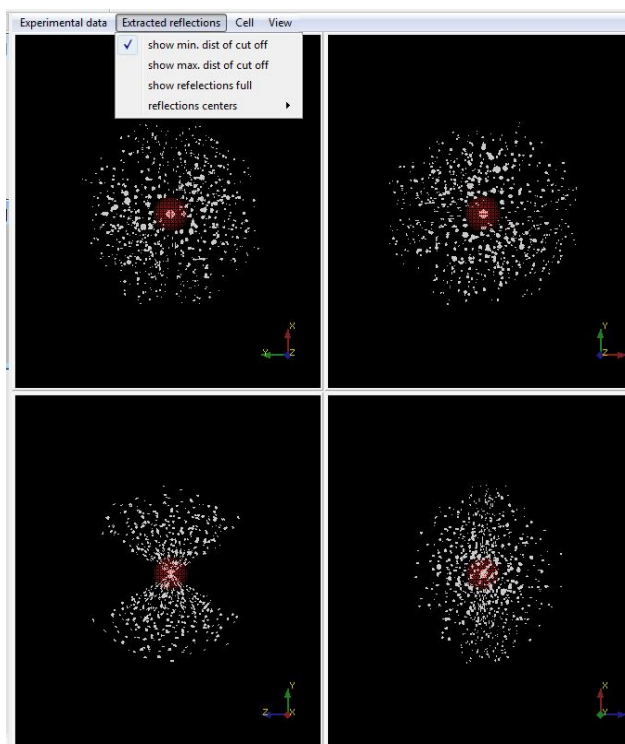 Experimental data Extracted reflections Cell View
show min. dist of cut off
show max. dist of cut off
show refelections full
reflections centers
X
Y Z
Y
Z
Y
Z X
X
Y